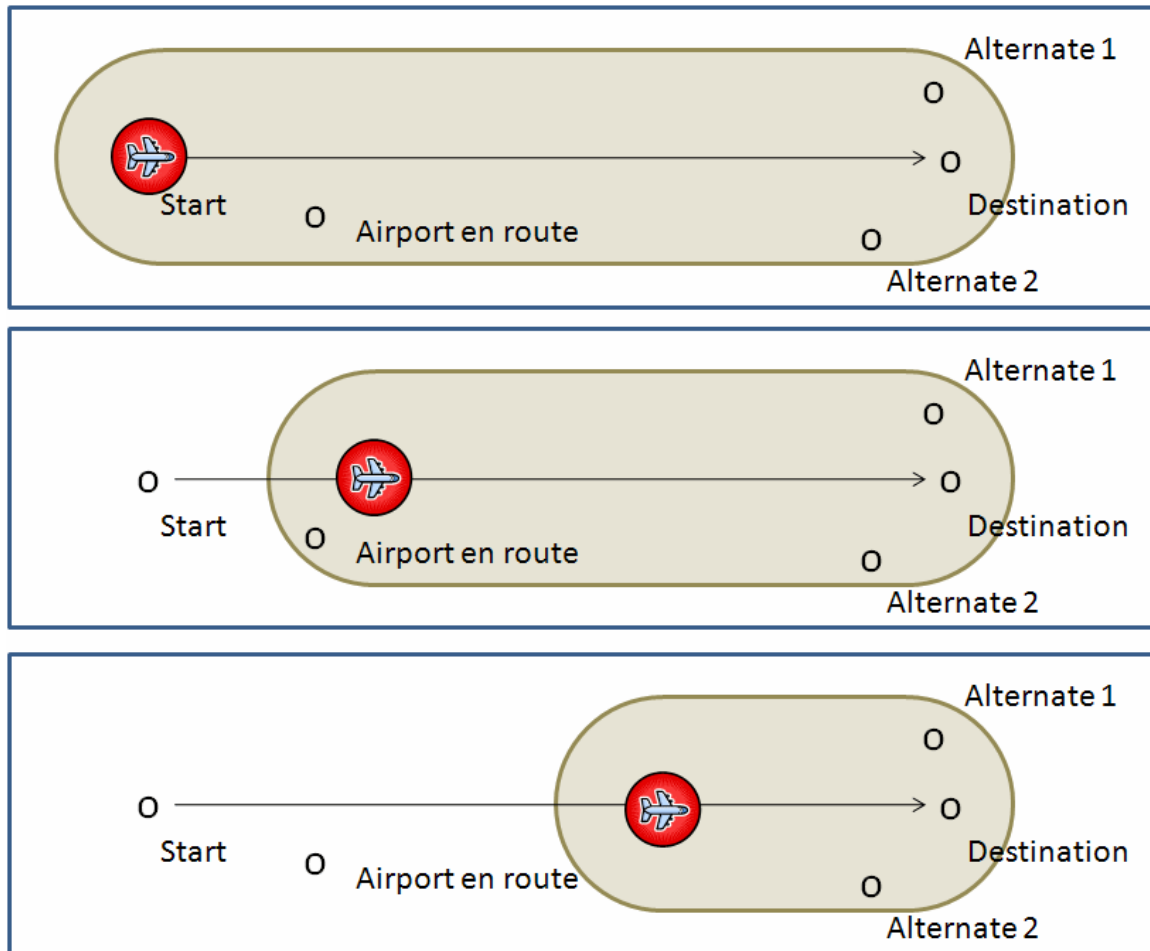 Alternate 1
O
O
Start
Destination
O
Airport en route
O
Alternate 2
Alternate 1
O
O
O
Start
Destination
O
Airport en route
O
Alternate 2
Alternate 1
O
O
O
Start
Destination
O
Airport en route
O
Alternate 2